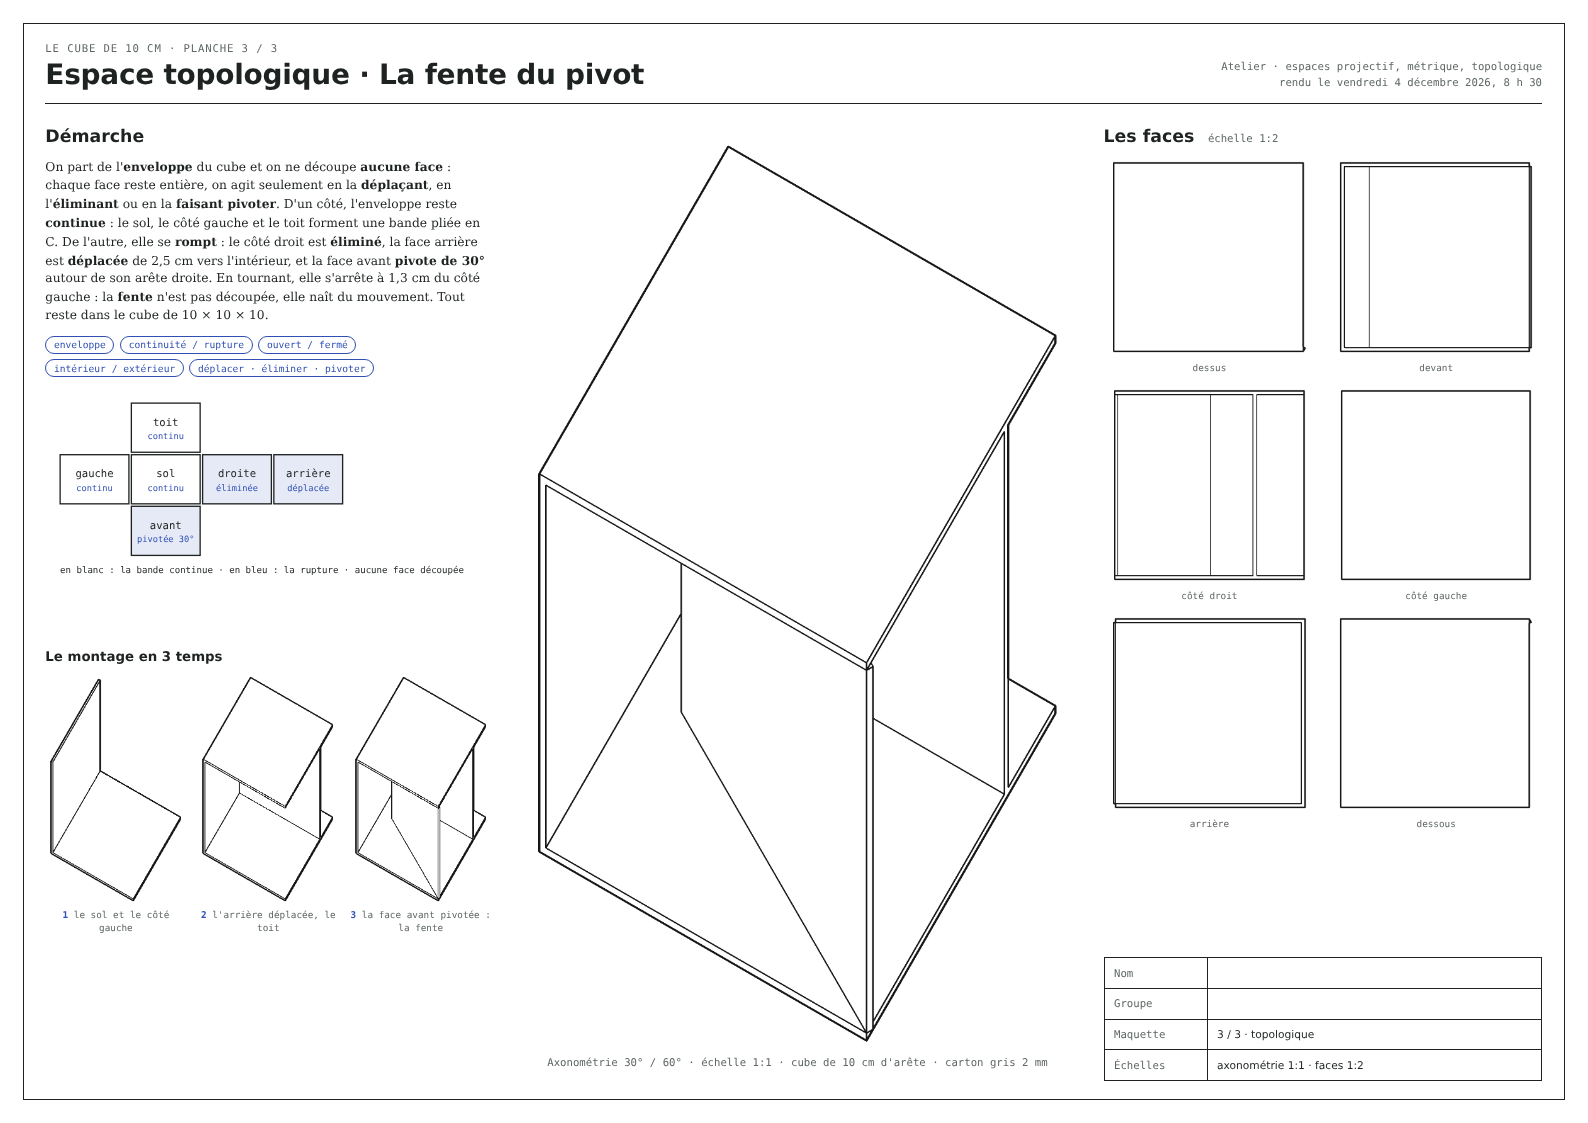 LE CUBE DE 10 CM · PLANCHE 3 / 3
Espace topologique · La fente du pivot
Atelier · espaces projectif, métrique, topologique
rendu le vendredi 4 décembre 2026, 8 h 30
Démarche
On part de l'enveloppe du cube et on ne découpe aucune face :
chaque face reste entière, on agit seulement en la déplaçant, en
l'éliminant ou en la faisant pivoter. D'un côté, l'enveloppe reste
continue : le sol, le côté gauche et le toit forment une bande pliée en
C. De l'autre, elle se rompt : le côté droit est éliminé, la face arrière
est déplacée de 2,5 cm vers l'intérieur, et la face avant pivote de 30°
autour de son arête droite. En tournant, elle s'arrête à 1,3 cm du côté
gauche : la fente n'est pas découpée, elle naît du mouvement. Tout
reste dans le cube de 10 × 10 × 10.
enveloppe
continuité / rupture
ouvert / fermé
intérieur / extérieur
déplacer · éliminer · pivoter
toit
continu
gauche
continu
sol
continu
droite
éliminée
arrière
déplacée
avant
pivotée 30°
en blanc : la bande continue · en bleu : la rupture · aucune face découpée
Le montage en 3 temps
1 le sol et le côté
gauche
2 l'arrière déplacée, le
toit
3 la face avant pivotée :
la fente
Axonométrie 30° / 60° · échelle 1:1 · cube de 10 cm d'arête · carton gris 2 mm
Les faces échelle 1:2
dessus
devant
côté droit
côté gauche
arrière
dessous
Nom
Groupe
Maquette
3 / 3 · topologique
Échelles
axonométrie 1:1 · faces 1:2